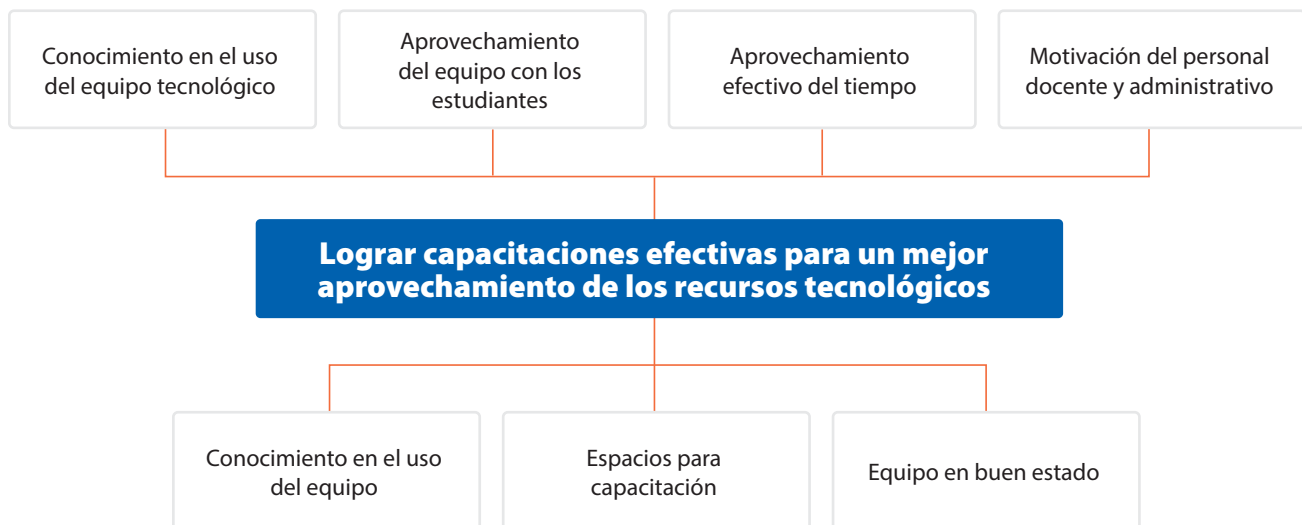 Conocimiento en el uso
del equipo tecnológico
Aprovechamiento
del equipo con los
estudiantes
Aprovechamiento
efectivo del tiempo
Motivación del personal
docente y administrativo
Lograr capacitaciones efectivas para un mejor
aprovechamiento de los recursos tecnológicos
Conocimiento en el uso
del equipo
Espacios para
capacitación
Equipo en buen estado